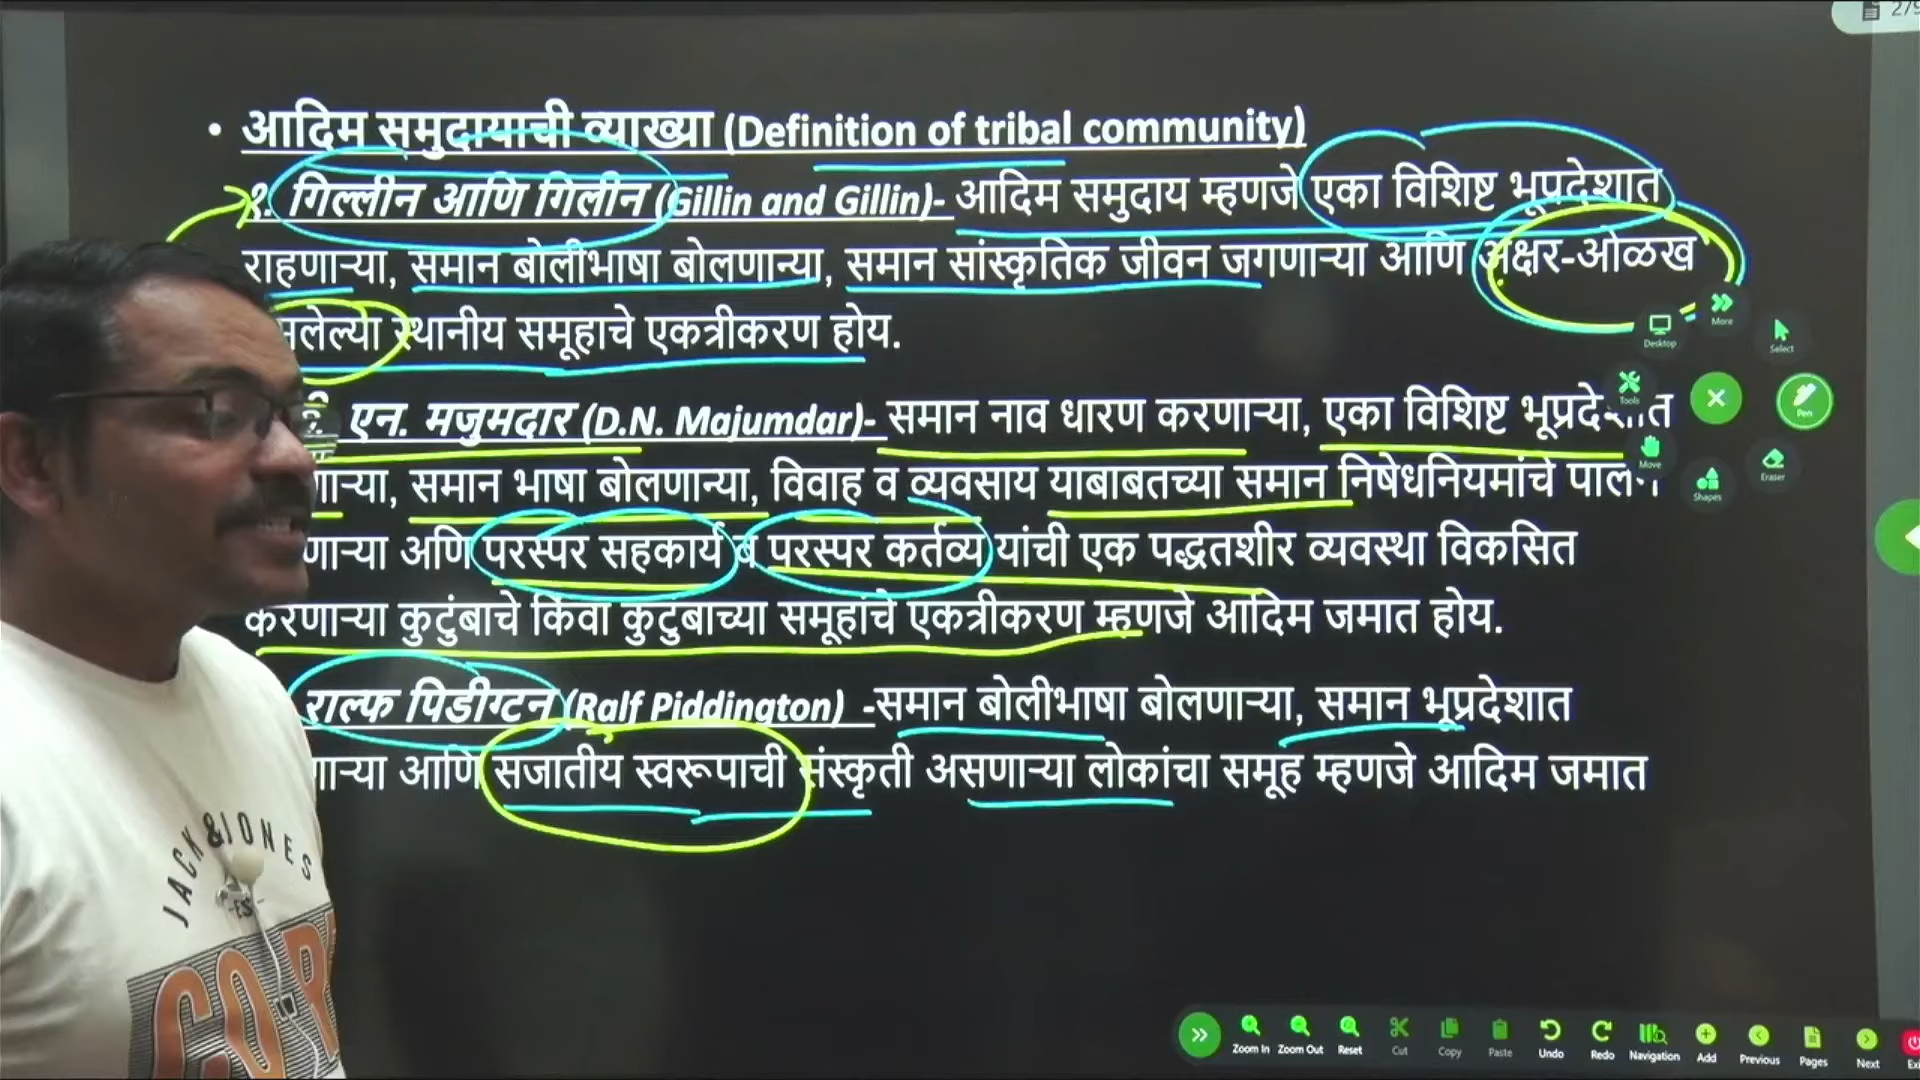 279
• आदिम समुदायाची व्याख्या (Definition of tribal community)
१. गिल्लीन आणि गिलीन (Gillin and Gillin)- आदिम समुदाय म्हणजे एका विशिष्ट भूप्रदेशात
राहणाऱ्या, समान बोलीभाषा बोलणाऱ्या, समान सांस्कृतिक जीवन जगणाऱ्या आणि अक्षर-ओळख
स्थानीय समूहाचे एकत्रीकरण होय.
एन. मजुमदार (D.N. Majumdar)- समान नाव धारण करणाऱ्या, एका विशिष्ट
समान भाषा बोलणाऱ्या, विवाह व व्यवसाय याबाबतच्या समान निषेधनियमांचे
अणि परस्पर सहकार्य व परस्पर कर्तव्य यांची एक पद्धतशीर व्यवस्था विकसित
करणाऱ्या कुटुंबाचे किंवा कुटुबाच्या समूहांचे एकत्रीकरण म्हणजे आदिम जमात होय.
राल्फ पिडीग्टन (Ralf Piddington) -समान बोलीभाषा बोलणाऱ्या, समान भूप्रदेशात
आणि सजातीय स्वरूपाची संस्कृती असणाऱ्या लोकांचा समूह म्हणजे आदिम जमात
More
Desktop
Select
Tools
Pen
Move
Eraser
Shapes
JACK & JONES
Zoom In Zoom Out Reset Cut Copy Paste Undo Redo Navigation Add Previous Pages Next